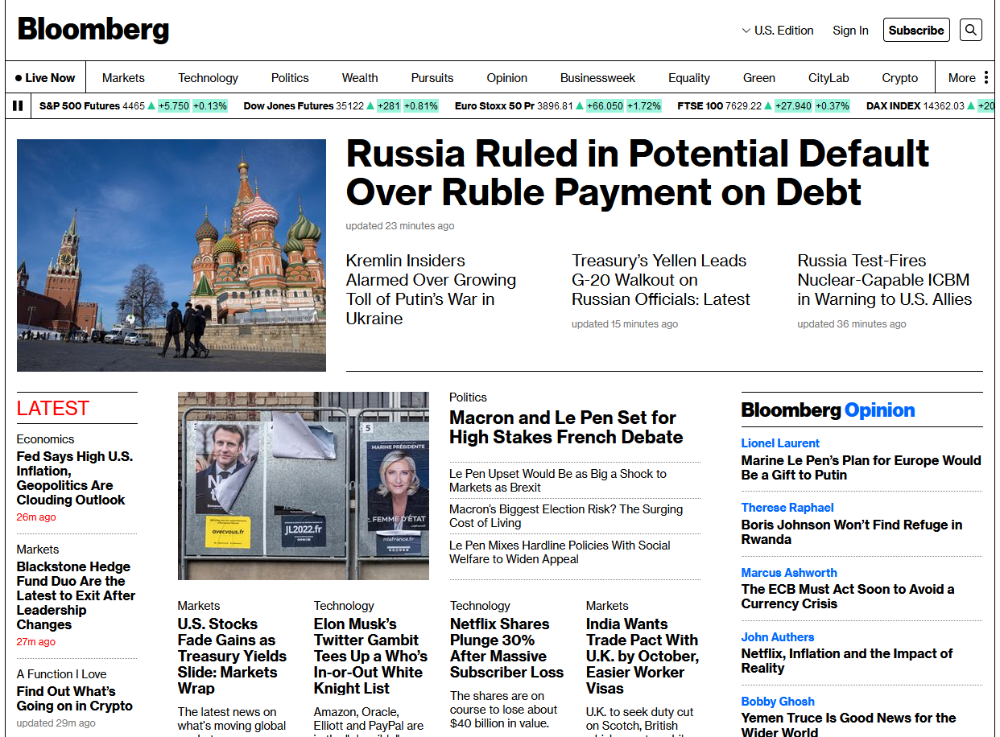 Bloomberg
U.S. Edition
Sign In
Subscribe
Live Now
Markets
Technology
Politics
Wealth
Pursuits
Opinion
Businessweek
Equality
Green
CityLab
Crypto
More
S&P 500 Futures 4465 ▲ +5.750 +0.13%
Dow Jones Futures 35122 ▲ +281 +0.81%
Euro Stoxx 50 Pr 3896.81 ▲ +66.050 +1.72%
FTSE 100 7629.22 ▲ +27.940 +0.37%
DAX INDEX 14362.03 ▲ +20
Russia Ruled in Potential Default
Over Ruble Payment on Debt
updated 23 minutes ago
Kremlin Insiders
Alarmed Over Growing
Toll of Putin’s War in
Ukraine
Treasury’s Yellen Leads
G-20 Walkout on
Russian Officials: Latest
updated 15 minutes ago
Russia Test-Fires
Nuclear-Capable ICBM
in Warning to U.S. Allies
updated 36 minutes ago
LATEST
Economics
Fed Says High U.S.
Inflation,
Geopolitics Are
Clouding Outlook
26m ago
Markets
Blackstone Hedge
Fund Duo Are the
Latest to Exit After
Leadership
Changes
27m ago
A Function I Love
Find Out What’s
Going on in Crypto
updated 29m ago
5
MARINE PRÉSIDENTE
FEMME D'ÉTAT
mlafrance.fr
avecvous.fr
JL2022.fr
Politics
Macron and Le Pen Set for
High Stakes French Debate
Le Pen Upset Would Be as Big a Shock to
Markets as Brexit
Macron’s Biggest Election Risk? The Surging
Cost of Living
Le Pen Mixes Hardline Policies With Social
Welfare to Widen Appeal
Markets
U.S. Stocks
Fade Gains as
Treasury Yields
Slide: Markets
Wrap
The latest news on
what's moving global
Technology
Elon Musk’s
Twitter Gambit
Tees Up a Who’s
In-or-Out White
Knight List
Amazon, Oracle,
Elliott and PayPal are
Technology
Netflix Shares
Plunge 30%
After Massive
Subscriber Loss
The shares are on
course to lose about
$40 billion in value.
Markets
India Wants
Trade Pact With
U.K. by October,
Easier Worker
Visas
U.K. to seek duty cut
on Scotch, British
Bloomberg Opinion
Lionel Laurent
Marine Le Pen’s Plan for Europe Would
Be a Gift to Putin
Therese Raphael
Boris Johnson Won’t Find Refuge in
Rwanda
Marcus Ashworth
The ECB Must Act Soon to Avoid a
Currency Crisis
John Authers
Netflix, Inflation and the Impact of
Reality
Bobby Ghosh
Yemen Truce Is Good News for the
Wider World